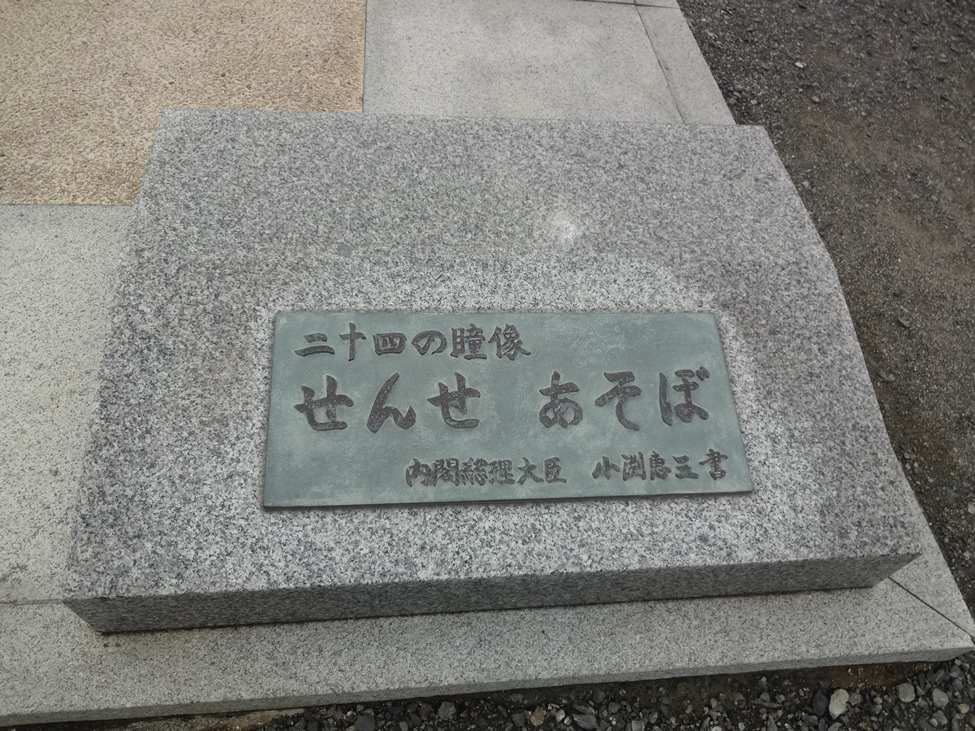 二十四の瞳像
せんせ あそぼ
内閣総理大臣 小渕恵三書